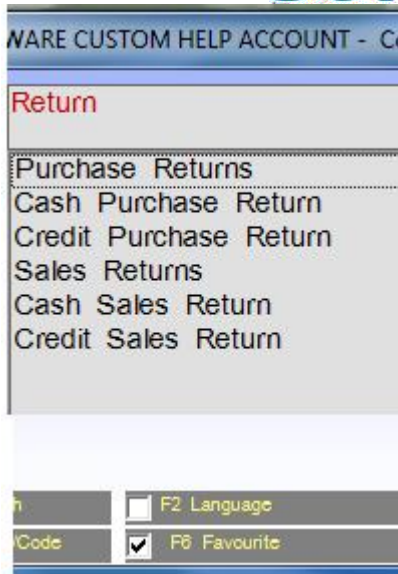 WARE CUSTOM HELP ACCOUNT - C
Return
Purchase Returns
Cash Purchase Return
Credit Purchase Return
Sales Returns
Cash Sales Return
Credit Sales Return
h F2 Language
/Code F6 Favourite